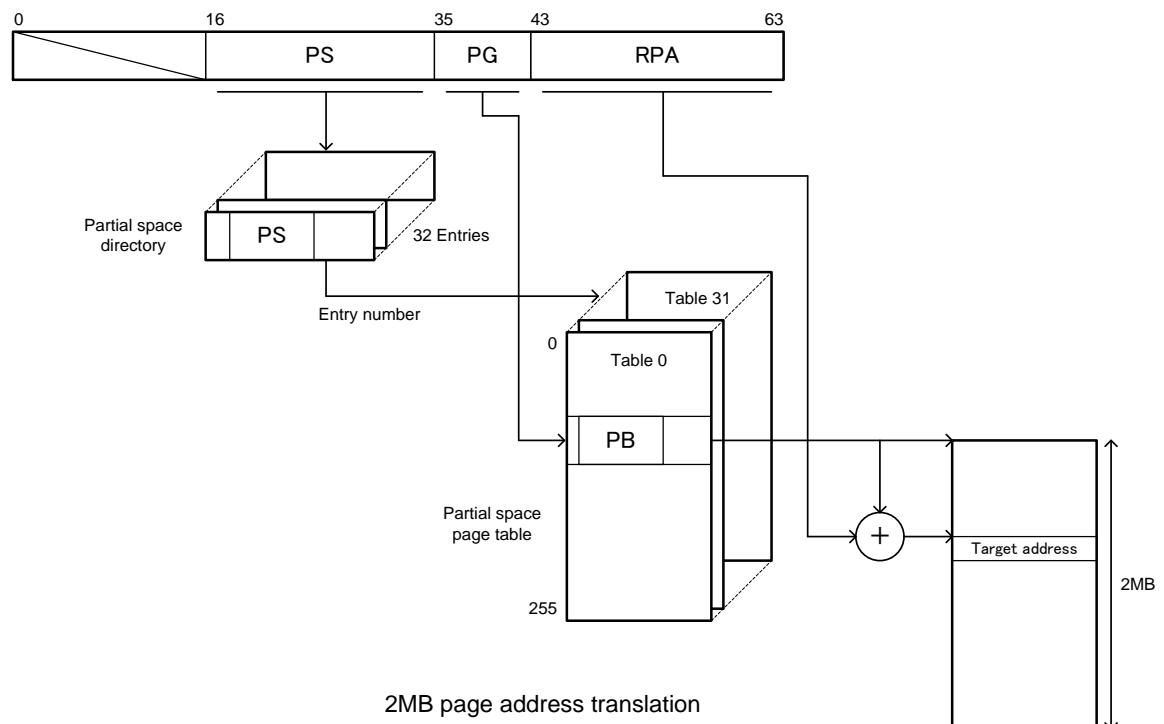 0 16 35 43 63
PS PG RPA
Partial space
directory
PS
32 Entries
Entry number
Table 31
0
Table 0
PB
Partial space
page table
+
Target address
2MB
255
2MB page address translation